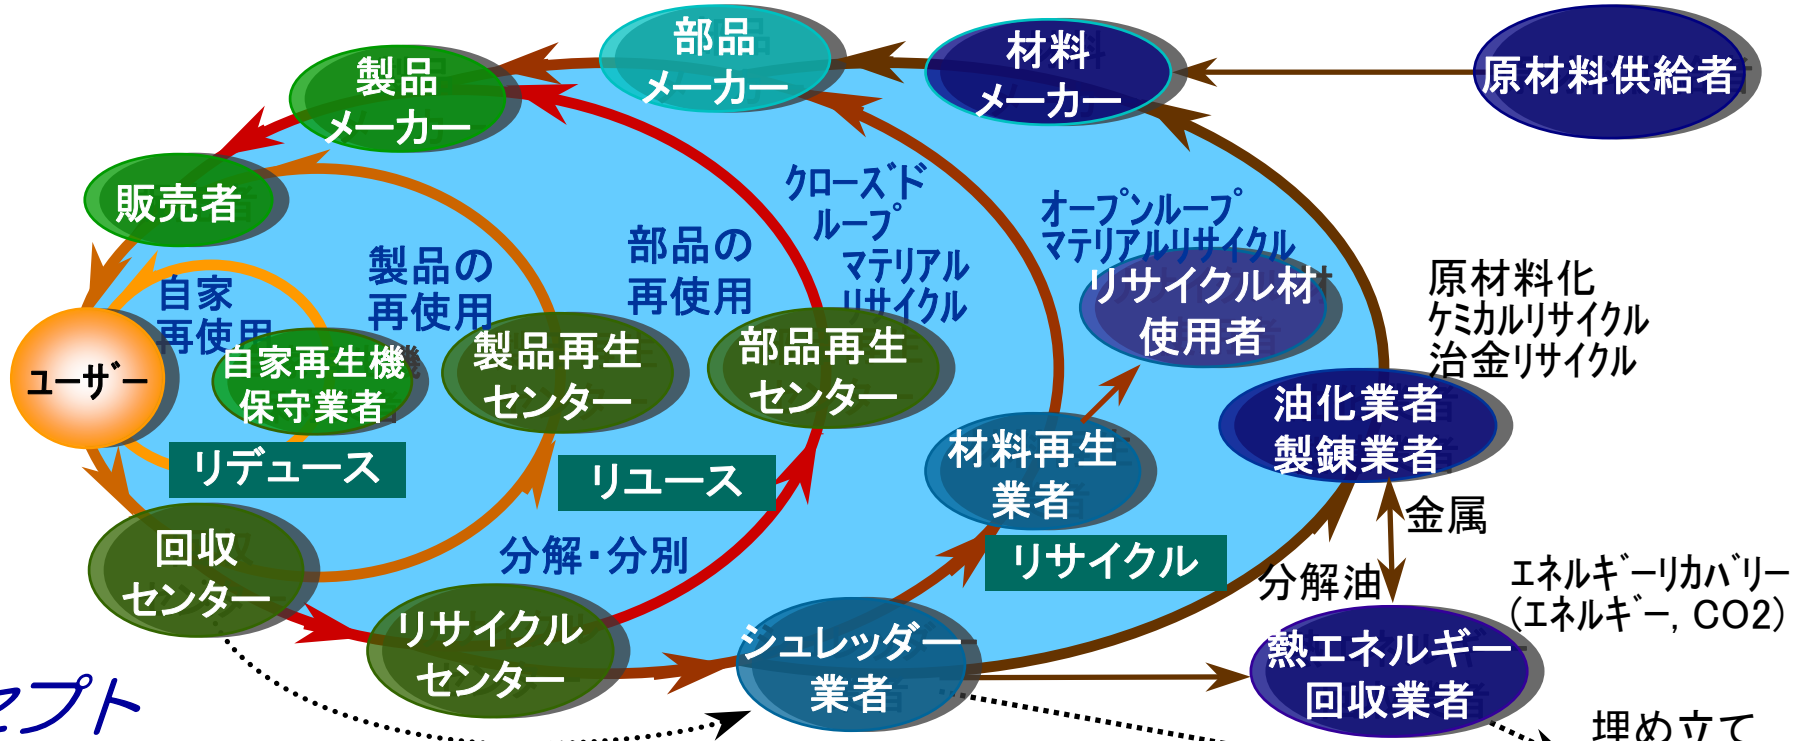 部品
メーカー
材料
メーカー
原材料供給者
製品
メーカー
販売者
クローズド
ループ
マテリアル
リサイクル
オープンループ
マテリアルリサイクル
部品の
再使用
製品の
再使用
自家
再使用
リサイクル材
使用者
原材料化
ケミカルリサイクル
治金リサイクル
ユーザー
自家再生機
保守業者
製品再生
センター
部品再生
センター
油化業者
製錬業者
材料再生
業者
リデュース
リユース
リサイクル
金属
回収
センター
分解・分別
分解油
エネルギーリカバリー
(エネルギー, CO2)
リサイクル
センター
シュレッダー
業者
熱エネルギー
回収業者
セプト
埋め立て